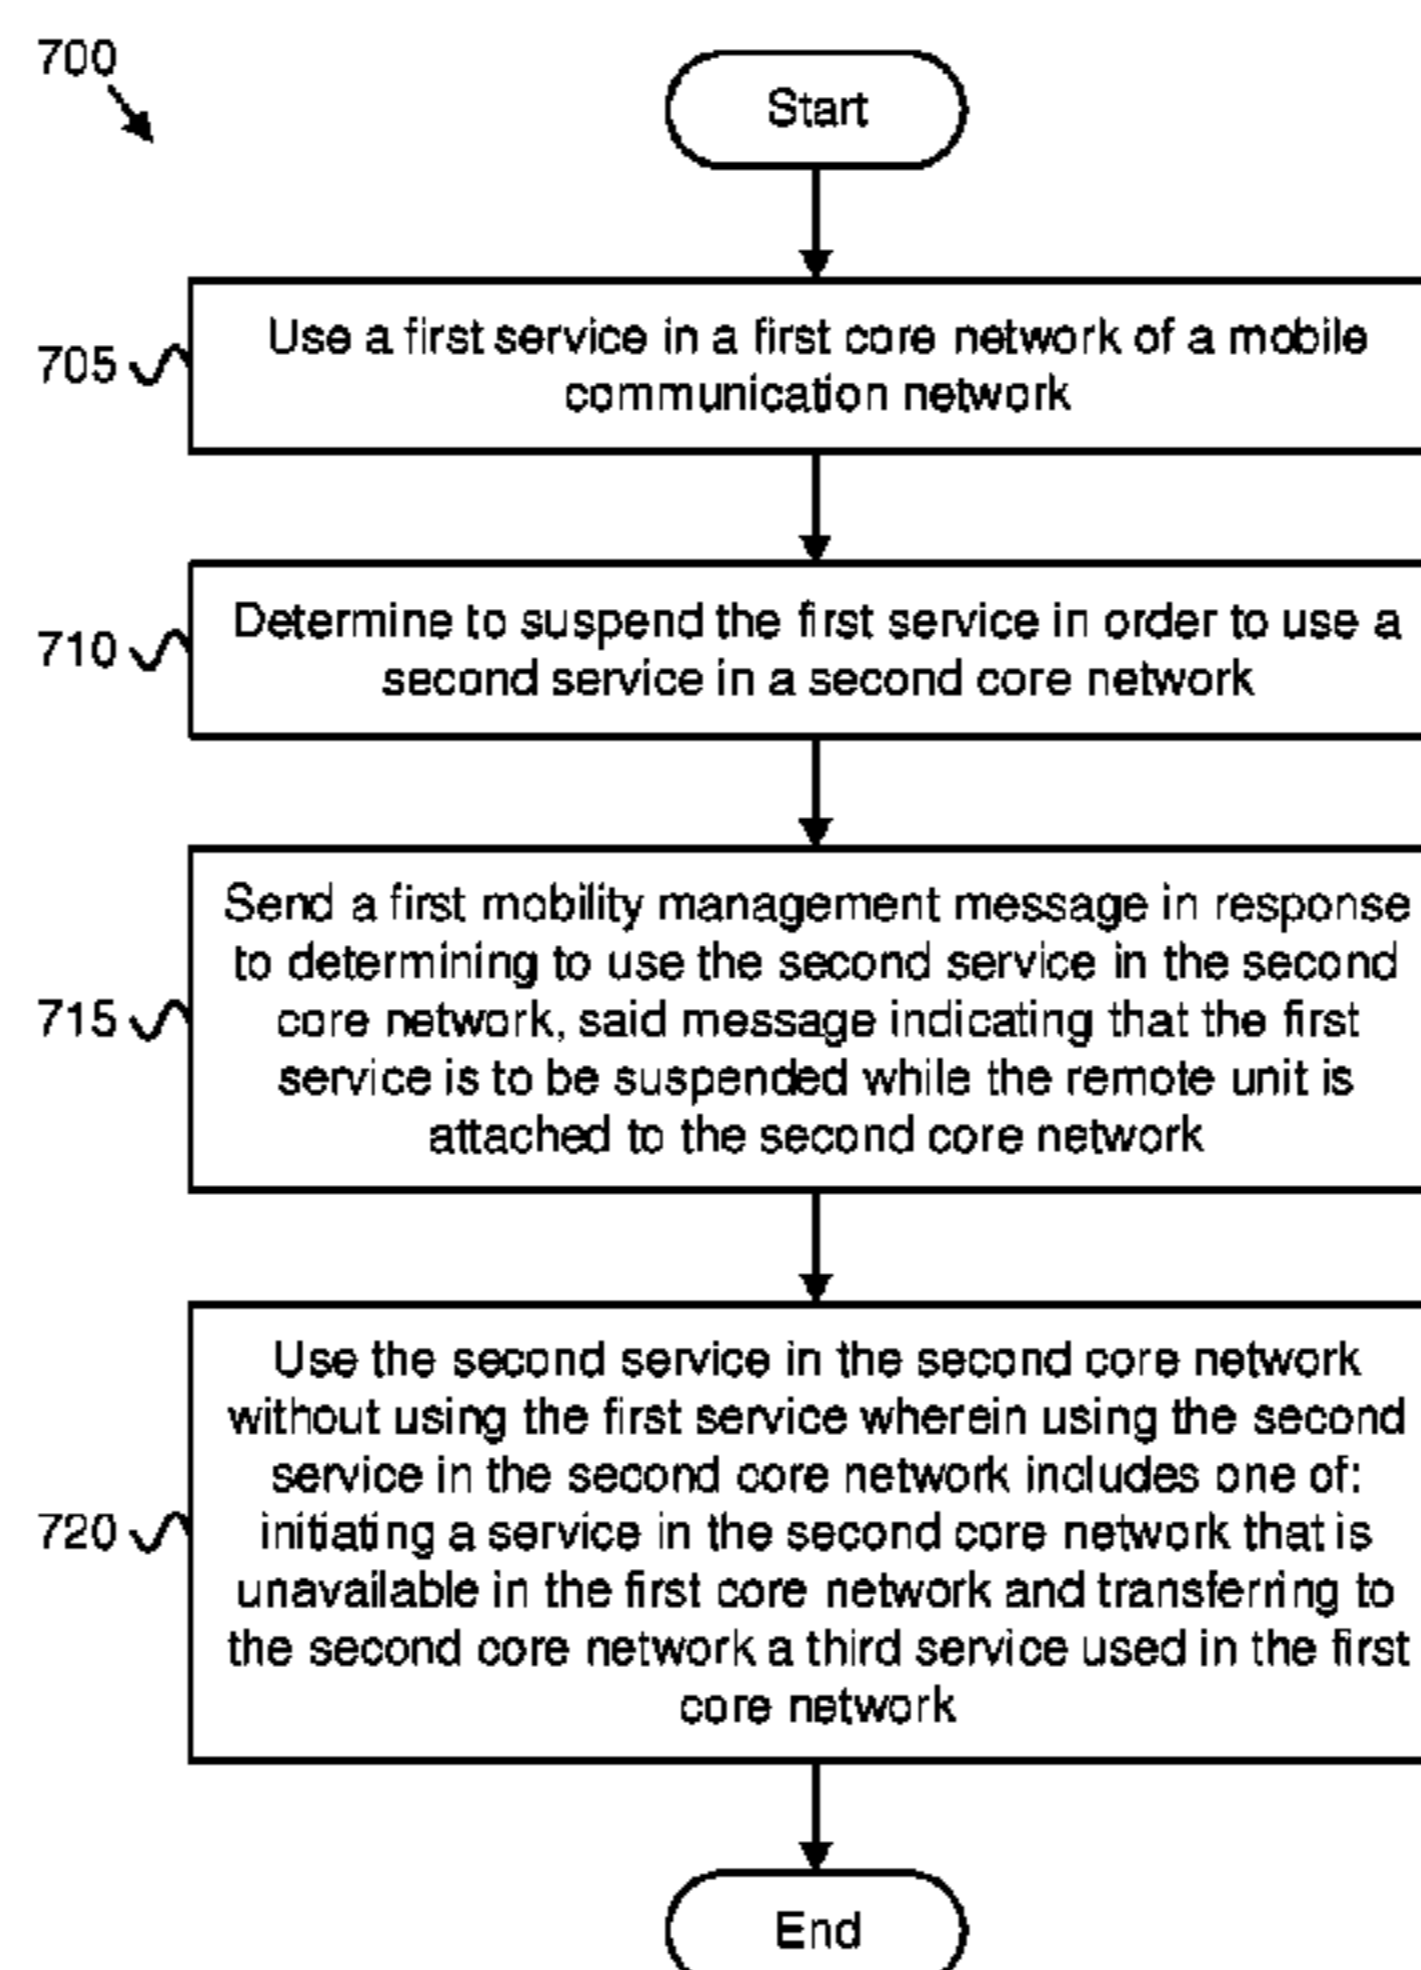 700
Start
705
Use a first service in a first core network of a mobile
communication network
710
Determine to suspend the first service in order to use a
second service in a second core network
715
Send a first mobility management message in response
to determining to use the second service in the second
core network, said message indicating that the first
service is to be suspended while the remote unit is
attached to the second core network
720
Use the second service in the second core network
without using the first service wherein using the second
service in the second core network includes one of:
initiating a service in the second core network that is
unavailable in the first core network and transferring to
the second core network a third service used in the first
core network
End